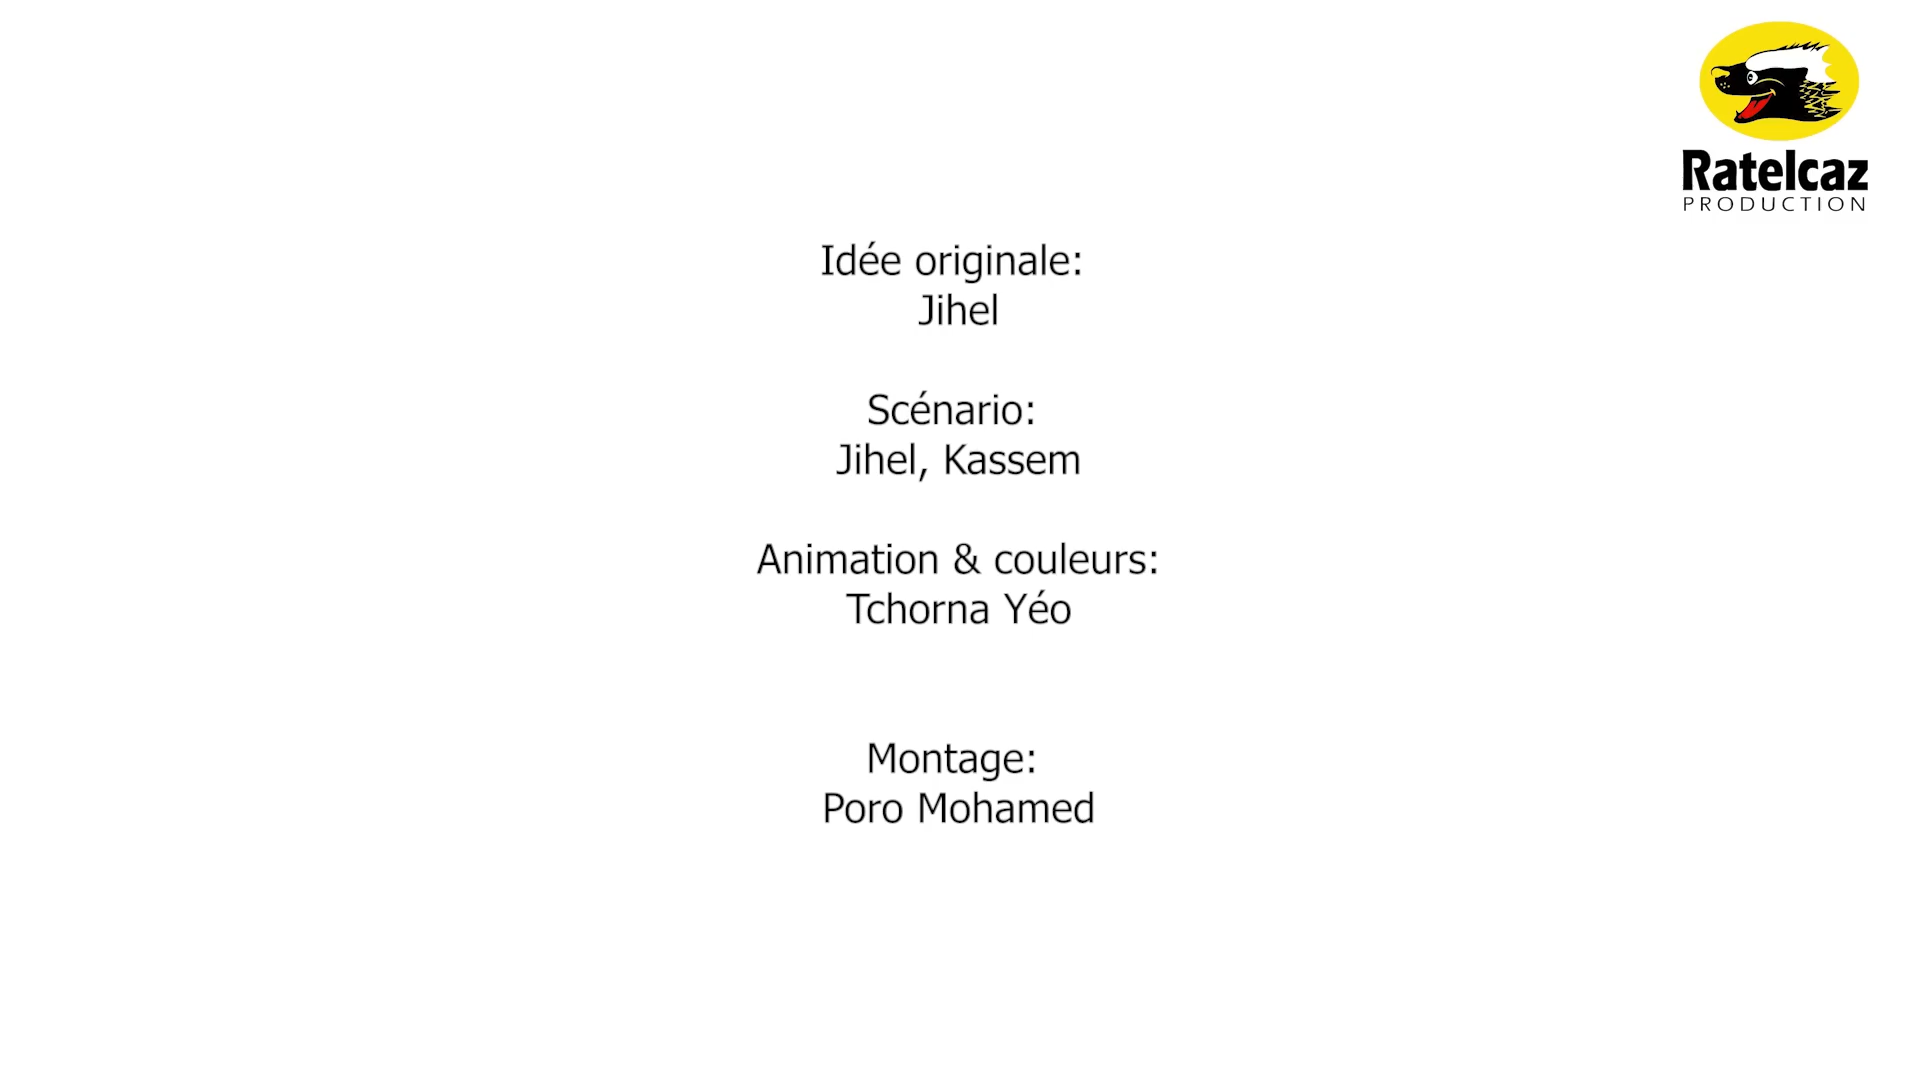 Ratelcaz
PRODUCTION
Idée originale:
Jihel
Scénario:
Jihel, Kassem
Animation & couleurs:
Tchorna Yéo
Montage:
Poro Mohamed